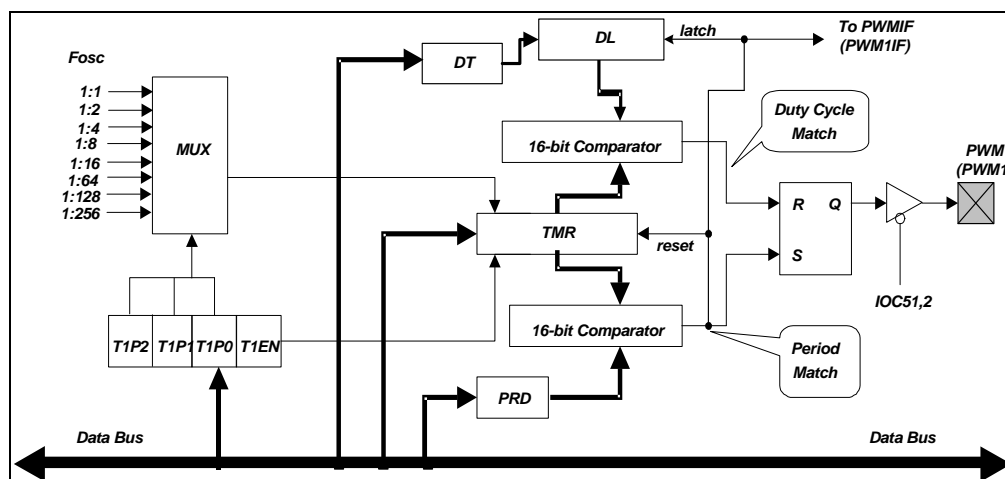 Fosc
1:1
1:2
1:4
1:8
1:16
1:64
1:128
1:256
MUX
T1P2 T1P1 T1P0 T1EN
DT
DL
latch
To PWMIF
(PWM1IF)
16-bit Comparator
Duty Cycle
Match
TMR
reset
R Q
S
PWM
(PWM1
IOC51,2
16-bit Comparator
Period
Match
PRD
Data Bus
Data Bus